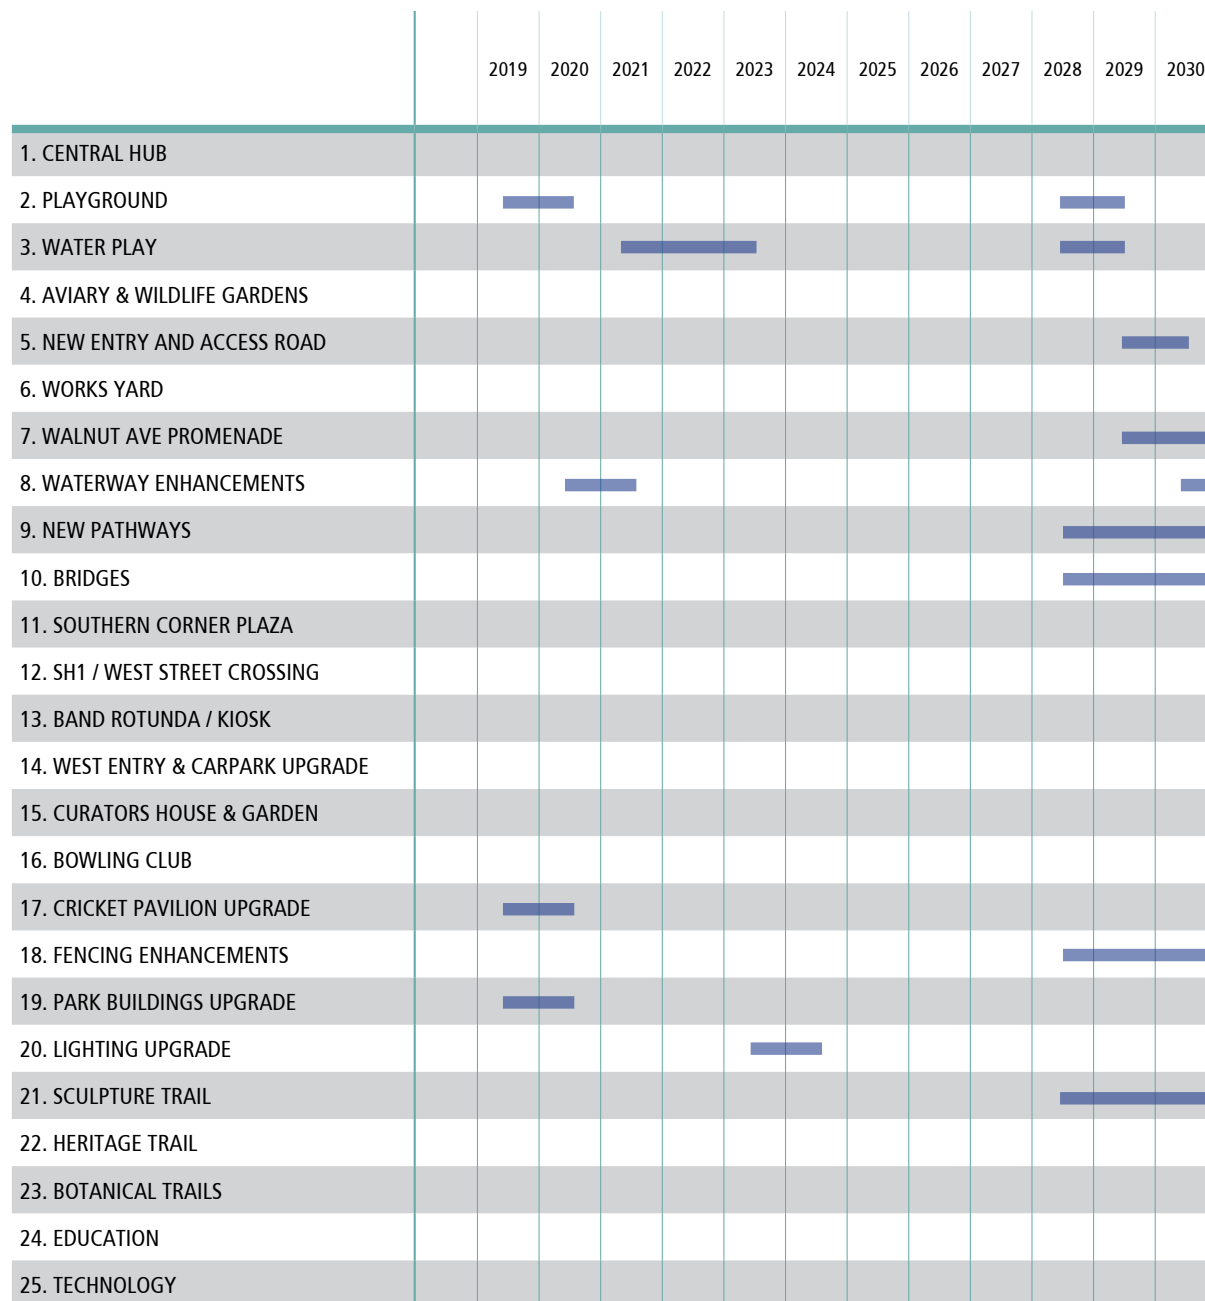 2019 2020 2021 2022 2023 2024 2025 2026 2027 2028 2029 2030
1. CENTRAL HUB
2. PLAYGROUND
3. WATER PLAY
4. AVIARY & WILDLIFE GARDENS
5. NEW ENTRY AND ACCESS ROAD
6. WORKS YARD
7. WALNUT AVE PROMENADE
8. WATERWAY ENHANCEMENTS
9. NEW PATHWAYS
10. BRIDGES
11. SOUTHERN CORNER PLAZA
12. SH1 / WEST STREET CROSSING
13. BAND ROTUNDA / KIOSK
14. WEST ENTRY & CARPARK UPGRADE
15. CURATORS HOUSE & GARDEN
16. BOWLING CLUB
17. CRICKET PAVILION UPGRADE
18. FENCING ENHANCEMENTS
19. PARK BUILDINGS UPGRADE
20. LIGHTING UPGRADE
21. SCULPTURE TRAIL
22. HERITAGE TRAIL
23. BOTANICAL TRAILS
24. EDUCATION
25. TECHNOLOGY